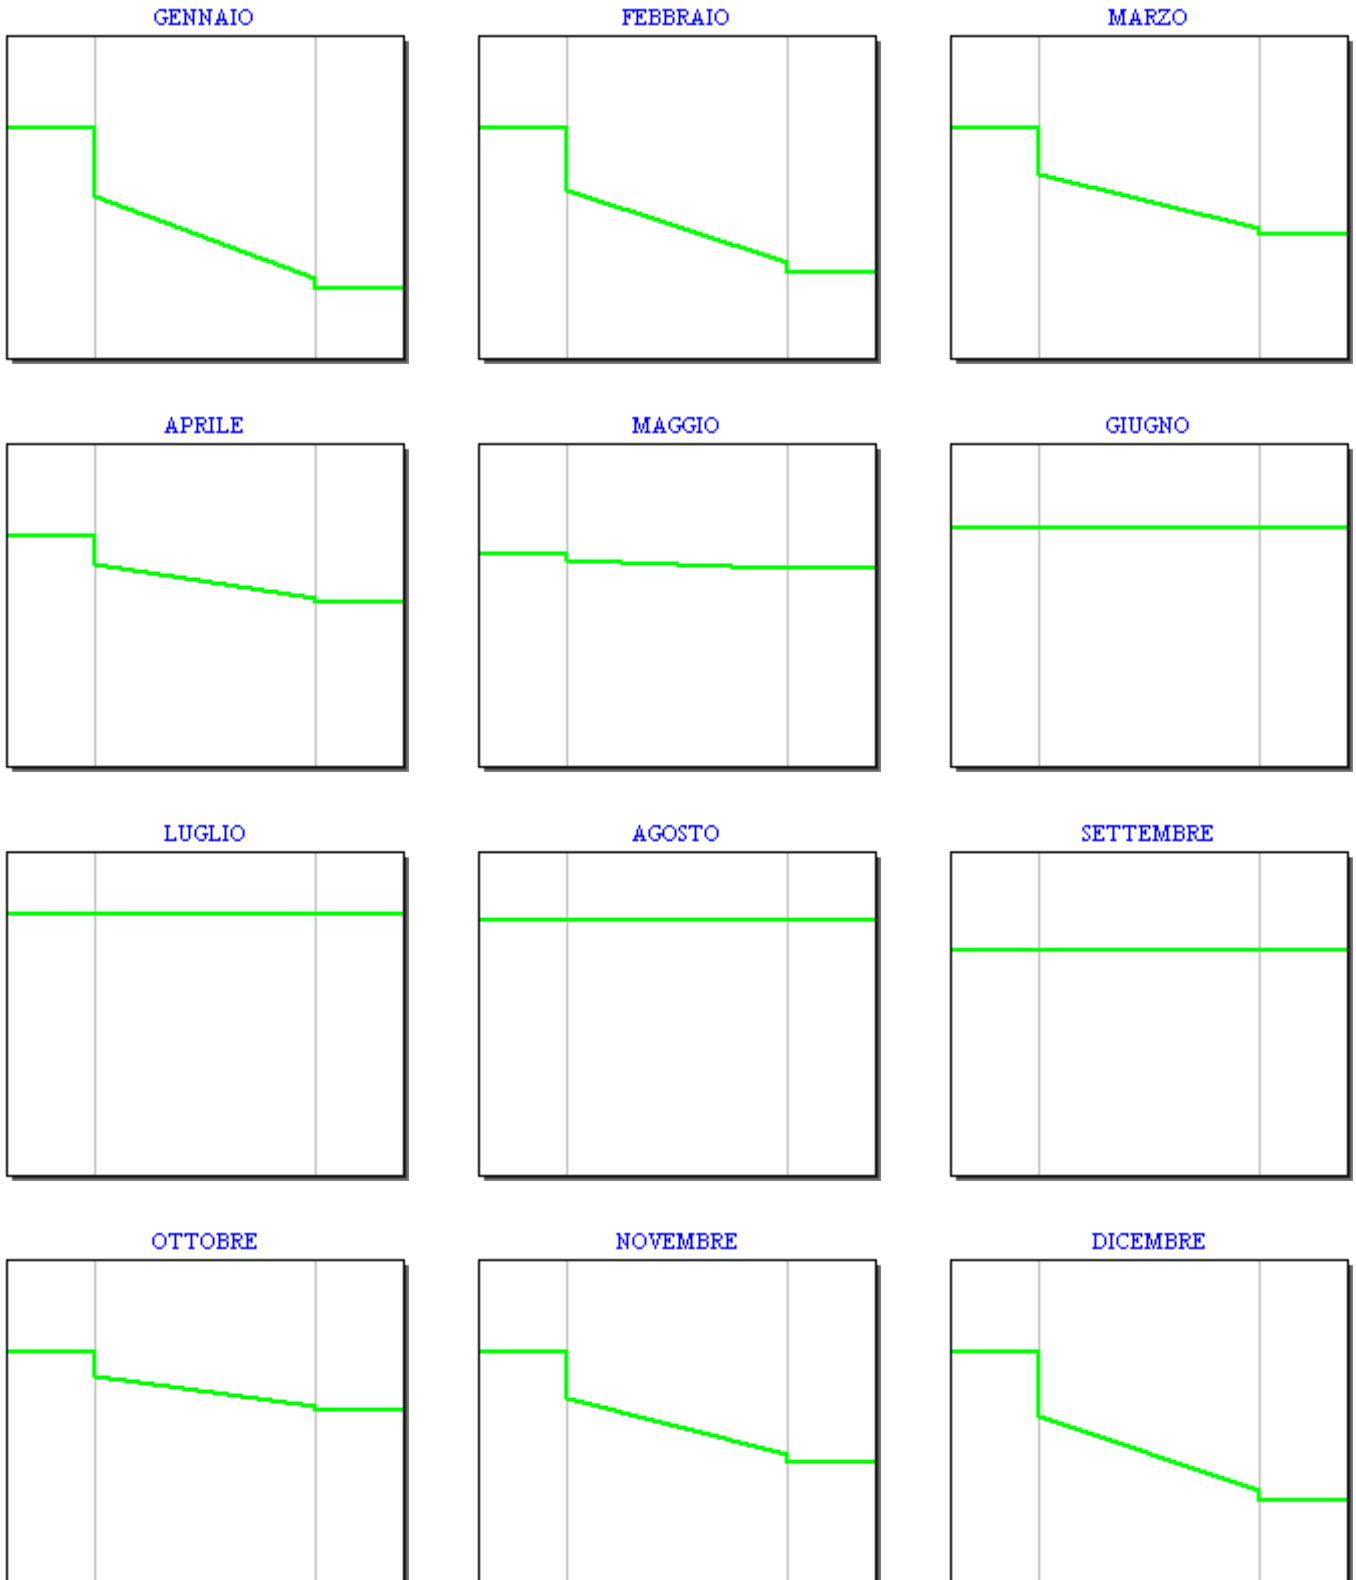 GENNAIO
FEBBRAIO
MARZO
APRILE
MAGGIO
GIUGNO
LUGLIO
AGOSTO
SETTEMBRE
OTTOBRE
NOVEMBRE
DICEMBRE